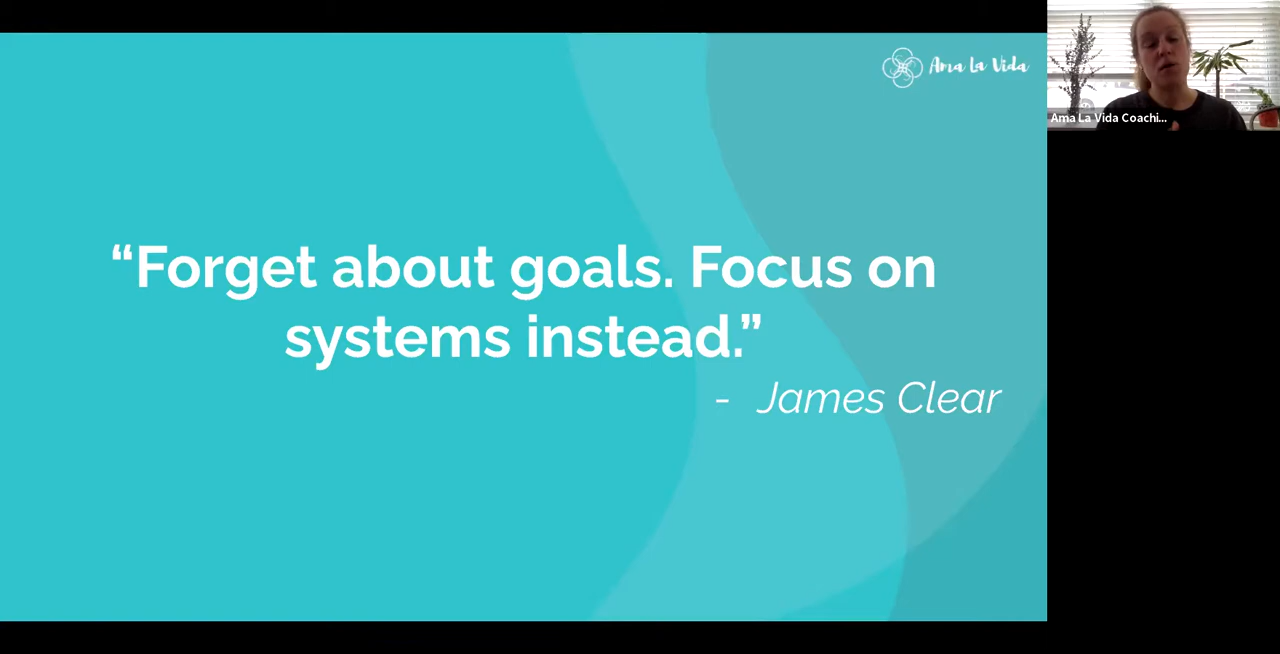 Ama La Vida
Ama La Vida Coachi...
“Forget about goals. Focus on
systems instead.”
- James Clear